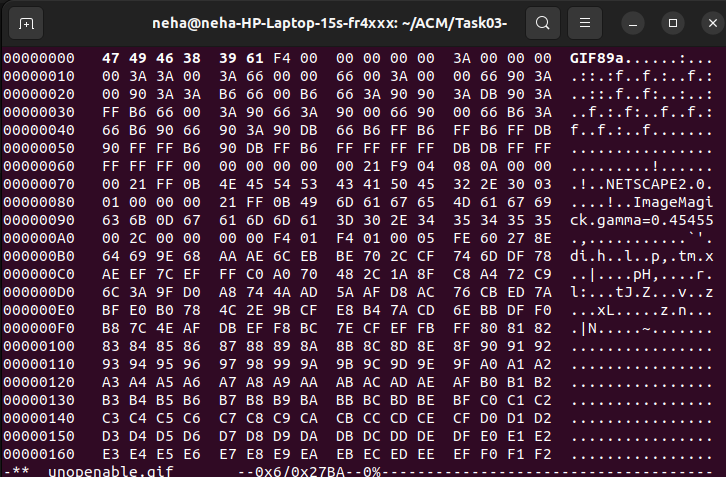 neha@neha-HP-Laptop-15s-fr4xxx: ~/ACM/Task03-
00000000 47 49 46 38 39 61 F4 00 00 00 00 00 3A 00 00 00 GIF89a......:...
00000010 00 3A 3A 00 3A 66 00 00 66 00 3A 00 00 66 90 3A .::.:f..f.:..f.:
00000020 00 90 3A 3A B6 66 00 B6 66 3A 90 90 3A DB 90 3A ..::.f..f:..:..:
00000030 FF B6 66 00 3A 90 66 3A 90 00 66 90 00 66 B6 3A ..f.:.f:..f..f.:
00000040 66 B6 90 66 90 3A 90 DB 66 B6 FF B6 FF B6 FF DB f..f.:..f.......
00000050 90 FF FF B6 90 DB FF B6 FF FF FF FF DB DB FF FF ................
00000060 FF FF FF 00 00 00 00 00 00 21 F9 04 08 0A 00 00 .........!......
00000070 00 21 FF 0B 4E 45 54 53 43 41 50 45 32 2E 30 03 .!..NETSCAPE2.0.
00000080 01 00 00 00 21 FF 0B 49 6D 61 67 65 4D 61 67 69 ....!..ImageMagi
00000090 63 6B 0D 67 61 6D 6D 61 3D 30 2E 34 35 34 35 35 ck.gamma=0.45455
000000A0 00 2C 00 00 00 00 F4 01 F4 01 00 05 FE 60 27 8E .,...........`'.
000000B0 64 69 9E 68 AA AE 6C EB BE 70 2C CF 74 6D DF 78 di.h..l..p,.tm.x
000000C0 AE EF 7C EF FF C0 A0 70 48 2C 1A 8F C8 A4 72 C9 ..|....pH,....r.
000000D0 6C 3A 9F D0 A8 74 4A AD 5A AF D8 AC 76 CB ED 7A l:...tJ.Z...v..z
000000E0 BF E0 B0 78 4C 2E 9B CF E8 B4 7A CD 6E BB DF F0 ...xL.....z.n...
000000F0 B8 7C 4E AF DB EF F8 BC 7E CF EF FB FF 80 81 82 .|N.....~.......
00000100 83 84 85 86 87 88 89 8A 8B 8C 8D 8E 8F 90 91 92 ................
00000110 93 94 95 96 97 98 99 9A 9B 9C 9D 9E 9F A0 A1 A2 ................
00000120 A3 A4 A5 A6 A7 A8 A9 AA AB AC AD AE AF B0 B1 B2 ................
00000130 B3 B4 B5 B6 B7 B8 B9 BA BB BC BD BE BF C0 C1 C2 ................
00000140 C3 C4 C5 C6 C7 C8 C9 CA CB CC CD CE CF D0 D1 D2 ................
00000150 D3 D4 D5 D6 D7 D8 D9 DA DB DC DD DE DF E0 E1 E2 ................
00000160 E3 E4 E5 E6 E7 E8 E9 EA EB EC ED EE EF F0 F1 F2 ................
-** unopenable.gif --0x6/0x27BA--0%-----------------------------------